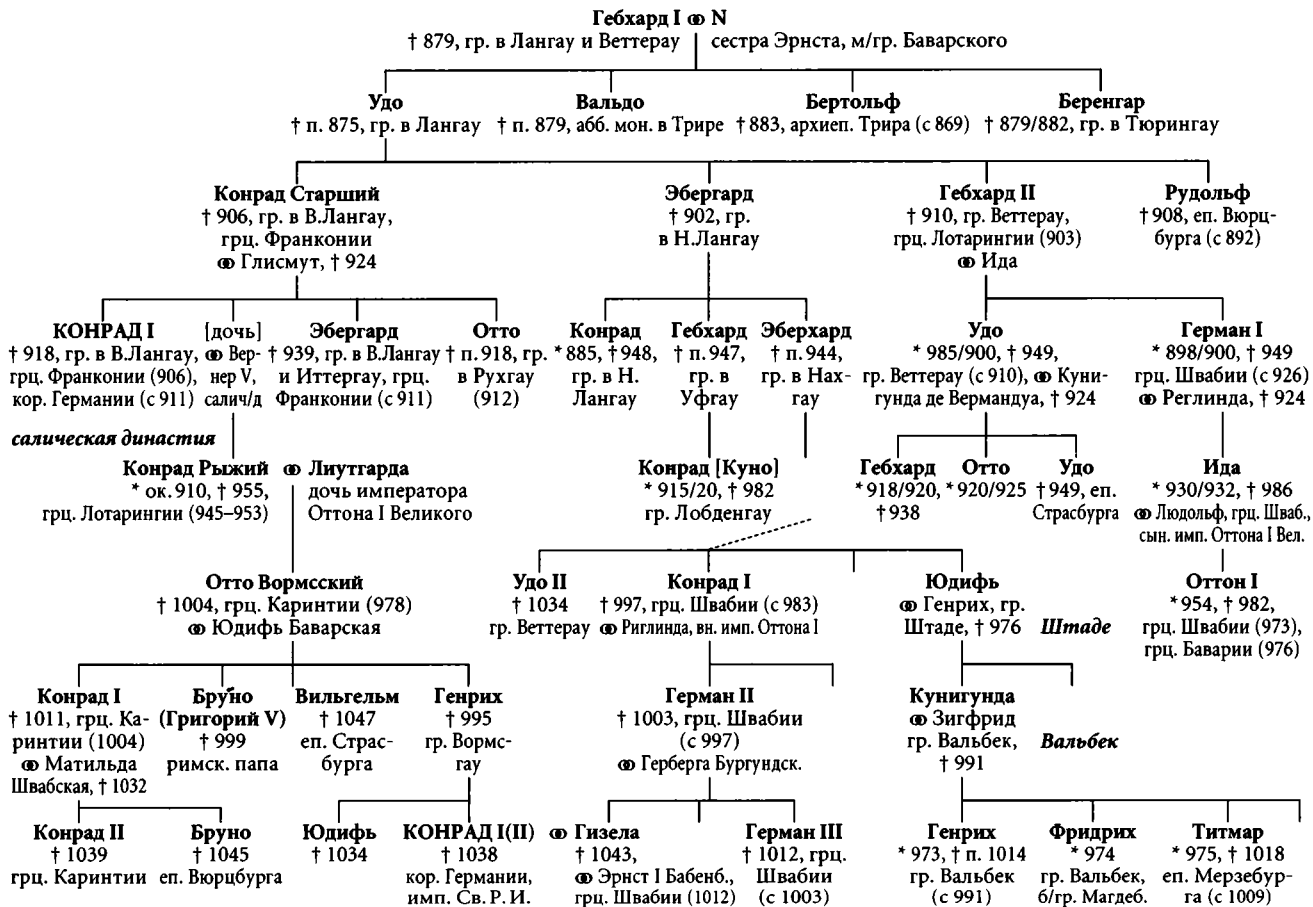 Гебхард I ⚭ N
† 879, гр. в Лангау и Веттерау
сестра Эрнста, м/гр. Баварского
Удо
† п. 875, гр. в Лангау
Вальдо
† п. 879, абб. мон. в Трире
Бертольф
† 883, архиеп. Трира (с 869)
Беренгар
† 879/882, гр. в Тюрингау
Конрад Старший
† 906, гр. в В.Лангау,
грц. Франконии
⚭ Глисмут, † 924
Эбергард
† 902, гр.
в Н.Лангау
Гебхард II
† 910, гр. Веттерау,
грц. Лотарингии (903)
⚭ Ида
Рудольф
† 908, еп. Вюрц-
бурга (с 892)
КОНРАД I
† 918, гр. в В.Лангау,
грц. Франконии (906),
кор. Германии (с 911)
[дочь]
⚭ Вер-
нер V,
салич/д
Эбергард
† 939, гр. в В.Лангау
и Иттергау, грц.
Франконии (с 911)
Отто
† п. 918, гр.
в Рухгау
(912)
Конрад
* 885, † 948,
гр. в Н.
Лангау
Гебхард
† п. 947,
гр. в
Уфгау
Эберхард
† п. 944,
гр. в Нах-
гау
Удо
* 985/900, † 949,
гр. Веттерау (с 910), ⚭ Куни-
гунда де Вермандуа, † 924
Герман I
* 898/900, † 949
грц. Швабии (с 926)
⚭ Реглинда, † 924
салическая династия
Конрад Рыжий ⚭ Лиутгарда
* ок. 910, † 955,
грц. Лотарингии (945–953)
дочь императора
Оттона I Великого
Конрад [Куно]
* 915/20, † 982
гр. Лобденгау
Гебхард
* 918/920,
† 938
Отто
* 920/925
Удо
† 949, еп.
Страсбурга
Ида
* 930/932, † 986
⚭ Людольф, грц. Шваб.,
сын. имп. Оттона I Вел.
Отто Вормсский
† 1004, грц. Каринтии (978)
⚭ Юдифь Баварская
Удо II
† 1034
гр. Веттерау
Конрад I
† 997, грц. Швабии (с 983)
⚭ Риглинда, вн. имп. Оттона I
Юдифь
⚭ Генрих, гр.
Штаде, † 976
Штаде
Оттон I
* 954, † 982,
грц. Швабии (973),
грц. Баварии (976)
Конрад I
† 1011, грц. Ка-
ринтии (1004)
⚭ Матильда
Швабская, † 1032
Бруно
(Григорий V)
† 999
римск. папа
Вильгельм
† 1047
еп. Страс-
бурга
Генрих
† 995
гр. Вормс-
гау
Герман II
† 1003, грц. Швабии
(с 997)
⚭ Герберга Бургундск.
Кунигунда
⚭ Зигфрид
гр. Вальбек,
† 991
Вальбек
Конрад II
† 1039
грц. Каринтии
Бруно
† 1045
еп. Вюрцбурга
Юдифь
† 1034
КОНРАД I(II) ⚭ Гизела
† 1038
кор. Германии,
имп. Св. Р. И.
† 1043,
⚭ Эрнст I Бабенб.,
грц. Швабии (1012)
Герман III
† 1012, грц.
Швабии
(с 1003)
Генрих
* 973, † п. 1014
гр. Вальбек
(с 991)
Фридрих
* 974
гр. Вальбек,
б/гр. Магдеб.
Титмар
* 975, † 1018
еп. Мерзебур-
га (с 1009)